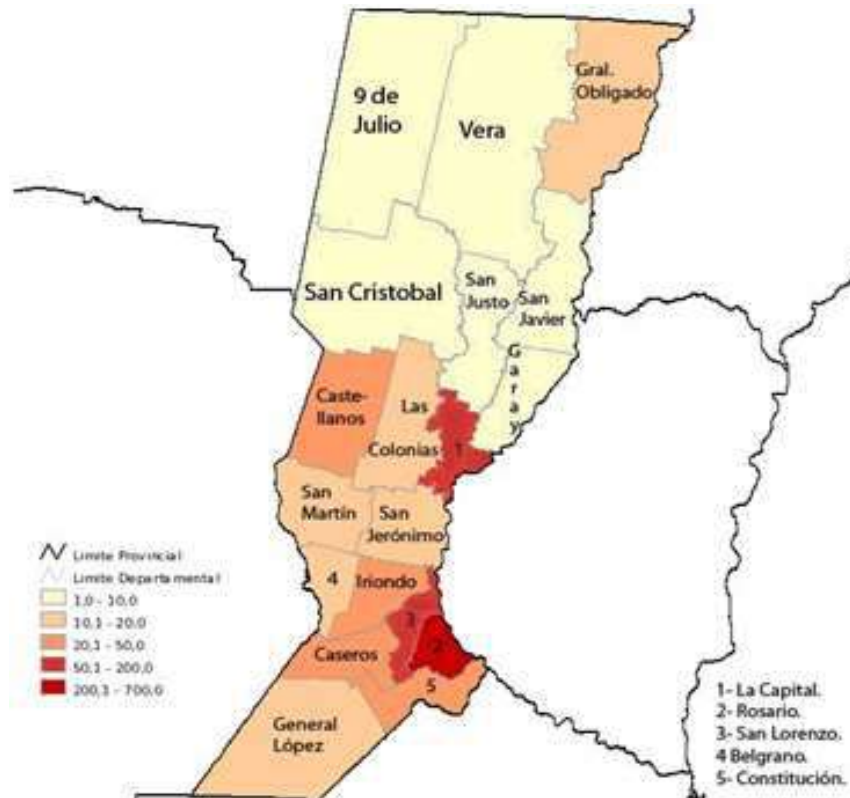 Gral.
Obligado
9 de
Julio
Vera
San Cristobal
San
Justo
San
Javier
Garay
Caste-
llanos
Las
Colonias
1
San
Martín
San
Jerónimo
4
Iriondo
3
2
Caseros
5
General
López
Limite Provincial
Limite Departamental
1,0 - 10,0
10,1 - 20,0
20,1 - 50,0
50,1 - 200,0
200,1 - 700,0
1- La Capital.
2- Rosario.
3- San Lorenzo.
4 Belgrano.
5- Constitución.